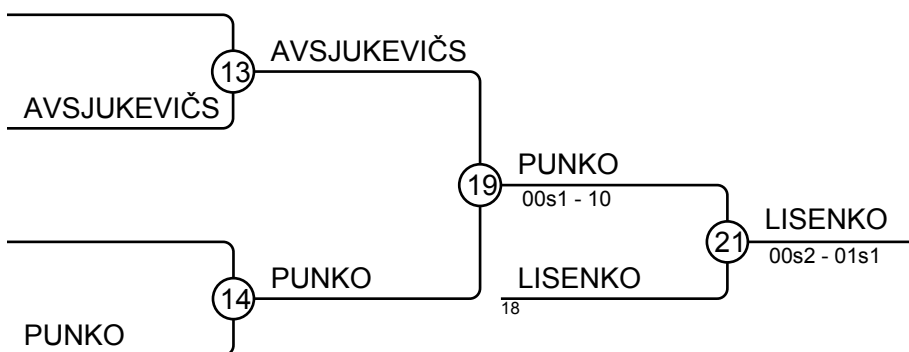 AVSJUKEVIČS
13
AVSJUKEVIČS
PUNKO
19
00s1 - 10
LISENKO
21
00s2 - 01s1
PUNKO
14
LISENKO
18
PUNKO